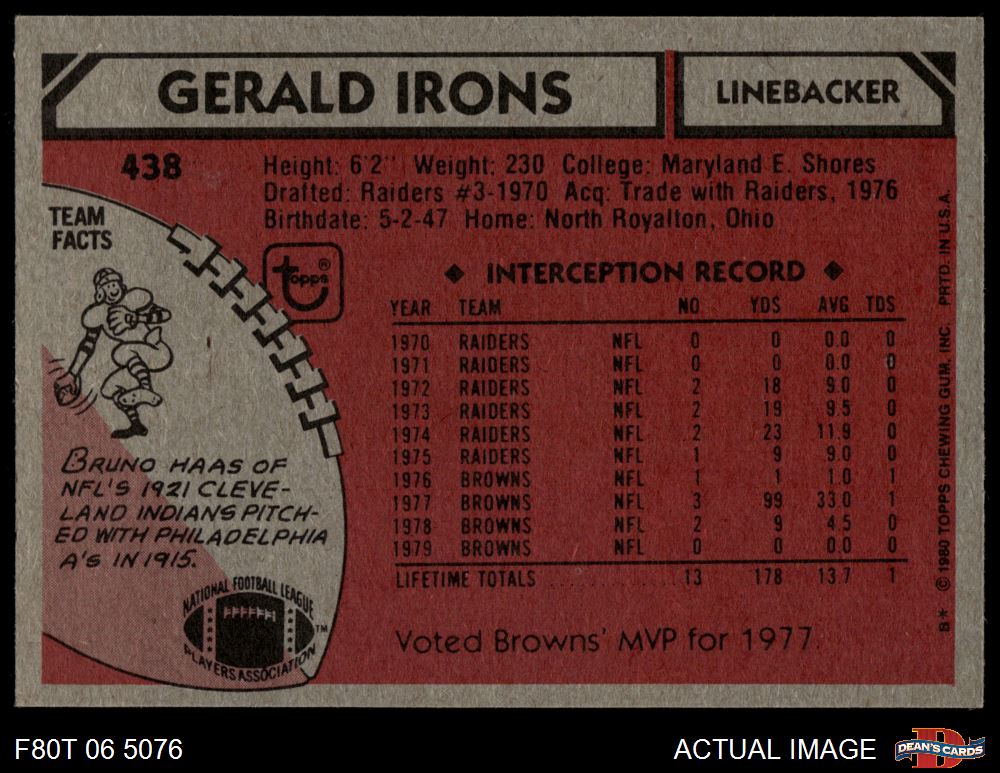 GERALD IRONS
LINEBACKER
438
Height: 6'2" Weight: 230 College: Maryland E. Shores
Drafted: Raiders #3-1970 Acq: Trade with Raiders, 1976
Birthdate: 5-2-47 Home: North Royalton, Ohio
TEAM
FACTS
topps®
◆ INTERCEPTION RECORD ◆
YEAR TEAM NO YDS AVG TDS
1970 RAIDERS NFL 0 0 0.0 0
1971 RAIDERS NFL 0 0 0.0 0
1972 RAIDERS NFL 2 18 9.0 0
1973 RAIDERS NFL 2 19 9.5 0
1974 RAIDERS NFL 2 23 11.9 0
1975 RAIDERS NFL 1 9 9.0 0
1976 BROWNS NFL 1 1 1.0 1
1977 BROWNS NFL 3 99 33.0 1
1978 BROWNS NFL 2 9 4.5 0
1979 BROWNS NFL 0 0 0.0 0
LIFETIME TOTALS 13 178 13.7 1
Voted Browns' MVP for 1977.
BRUNO HAAS OF
NFL'S 1921 CLEVE-
LAND INDIANS PITCH-
ED WITH PHILADELPHIA
A'S IN 1915.
NATIONAL FOOTBALL LEAGUE
PLAYERS ASSOCIATION™
B* © 1980 TOPPS CHEWING GUM, INC. PRTD. IN U.S.A.
F80T 06 5076
ACTUAL IMAGE
D
DEAN'S CARDS